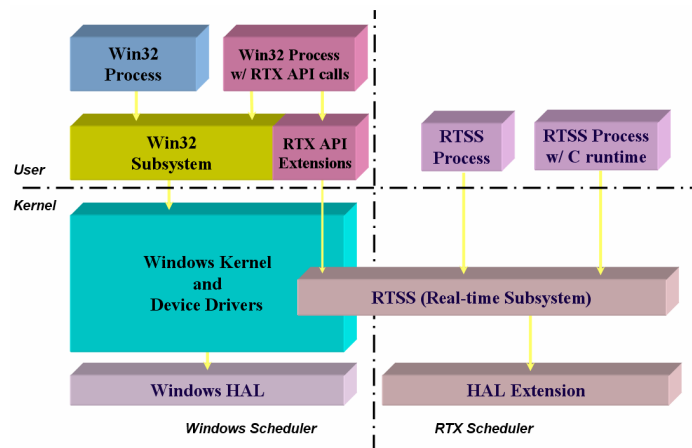 Win32
Process
Win32 Process
w/ RTX API calls
Win32
Subsystem
RTX API
Extensions
RTSS
Process
RTSS Process
w/ C runtime
User
Kernel
Windows Kernel
and
Device Drivers
RTSS (Real-time Subsystem)
Windows HAL
HAL Extension
Windows Scheduler
RTX Scheduler